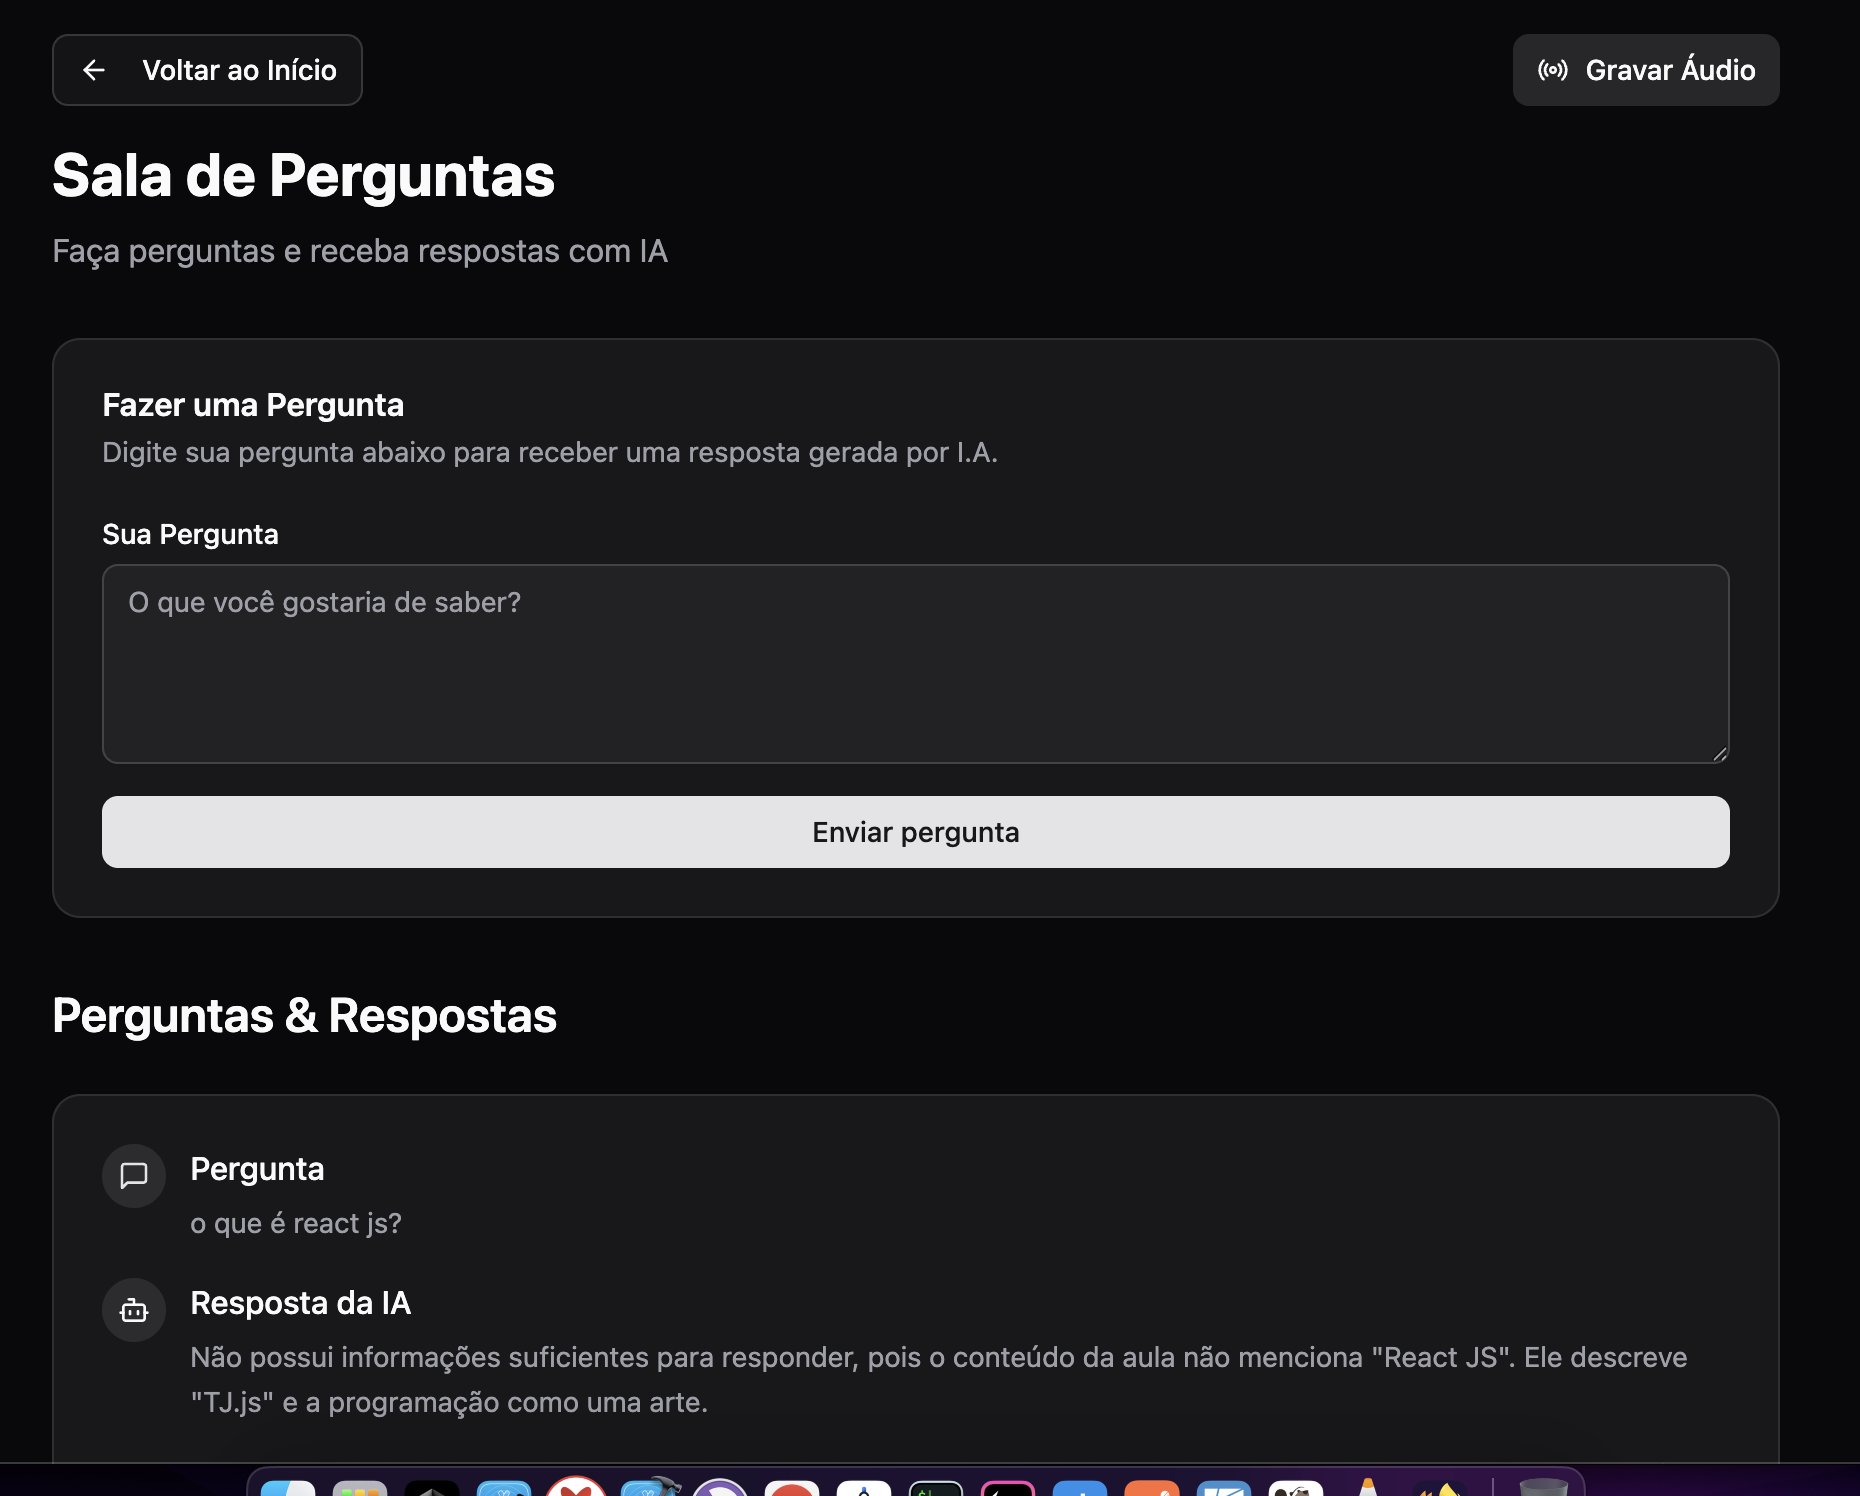 Voltar ao Início
Gravar Áudio
Sala de Perguntas
Faça perguntas e receba respostas com IA
Fazer uma Pergunta
Digite sua pergunta abaixo para receber uma resposta gerada por I.A.
Sua Pergunta
O que você gostaria de saber?
Enviar pergunta
Perguntas & Respostas
Pergunta
o que é react js?
Resposta da IA
Não possui informações suficientes para responder, pois o conteúdo da aula não menciona "React JS". Ele descreve
"TJ.js" e a programação como uma arte.